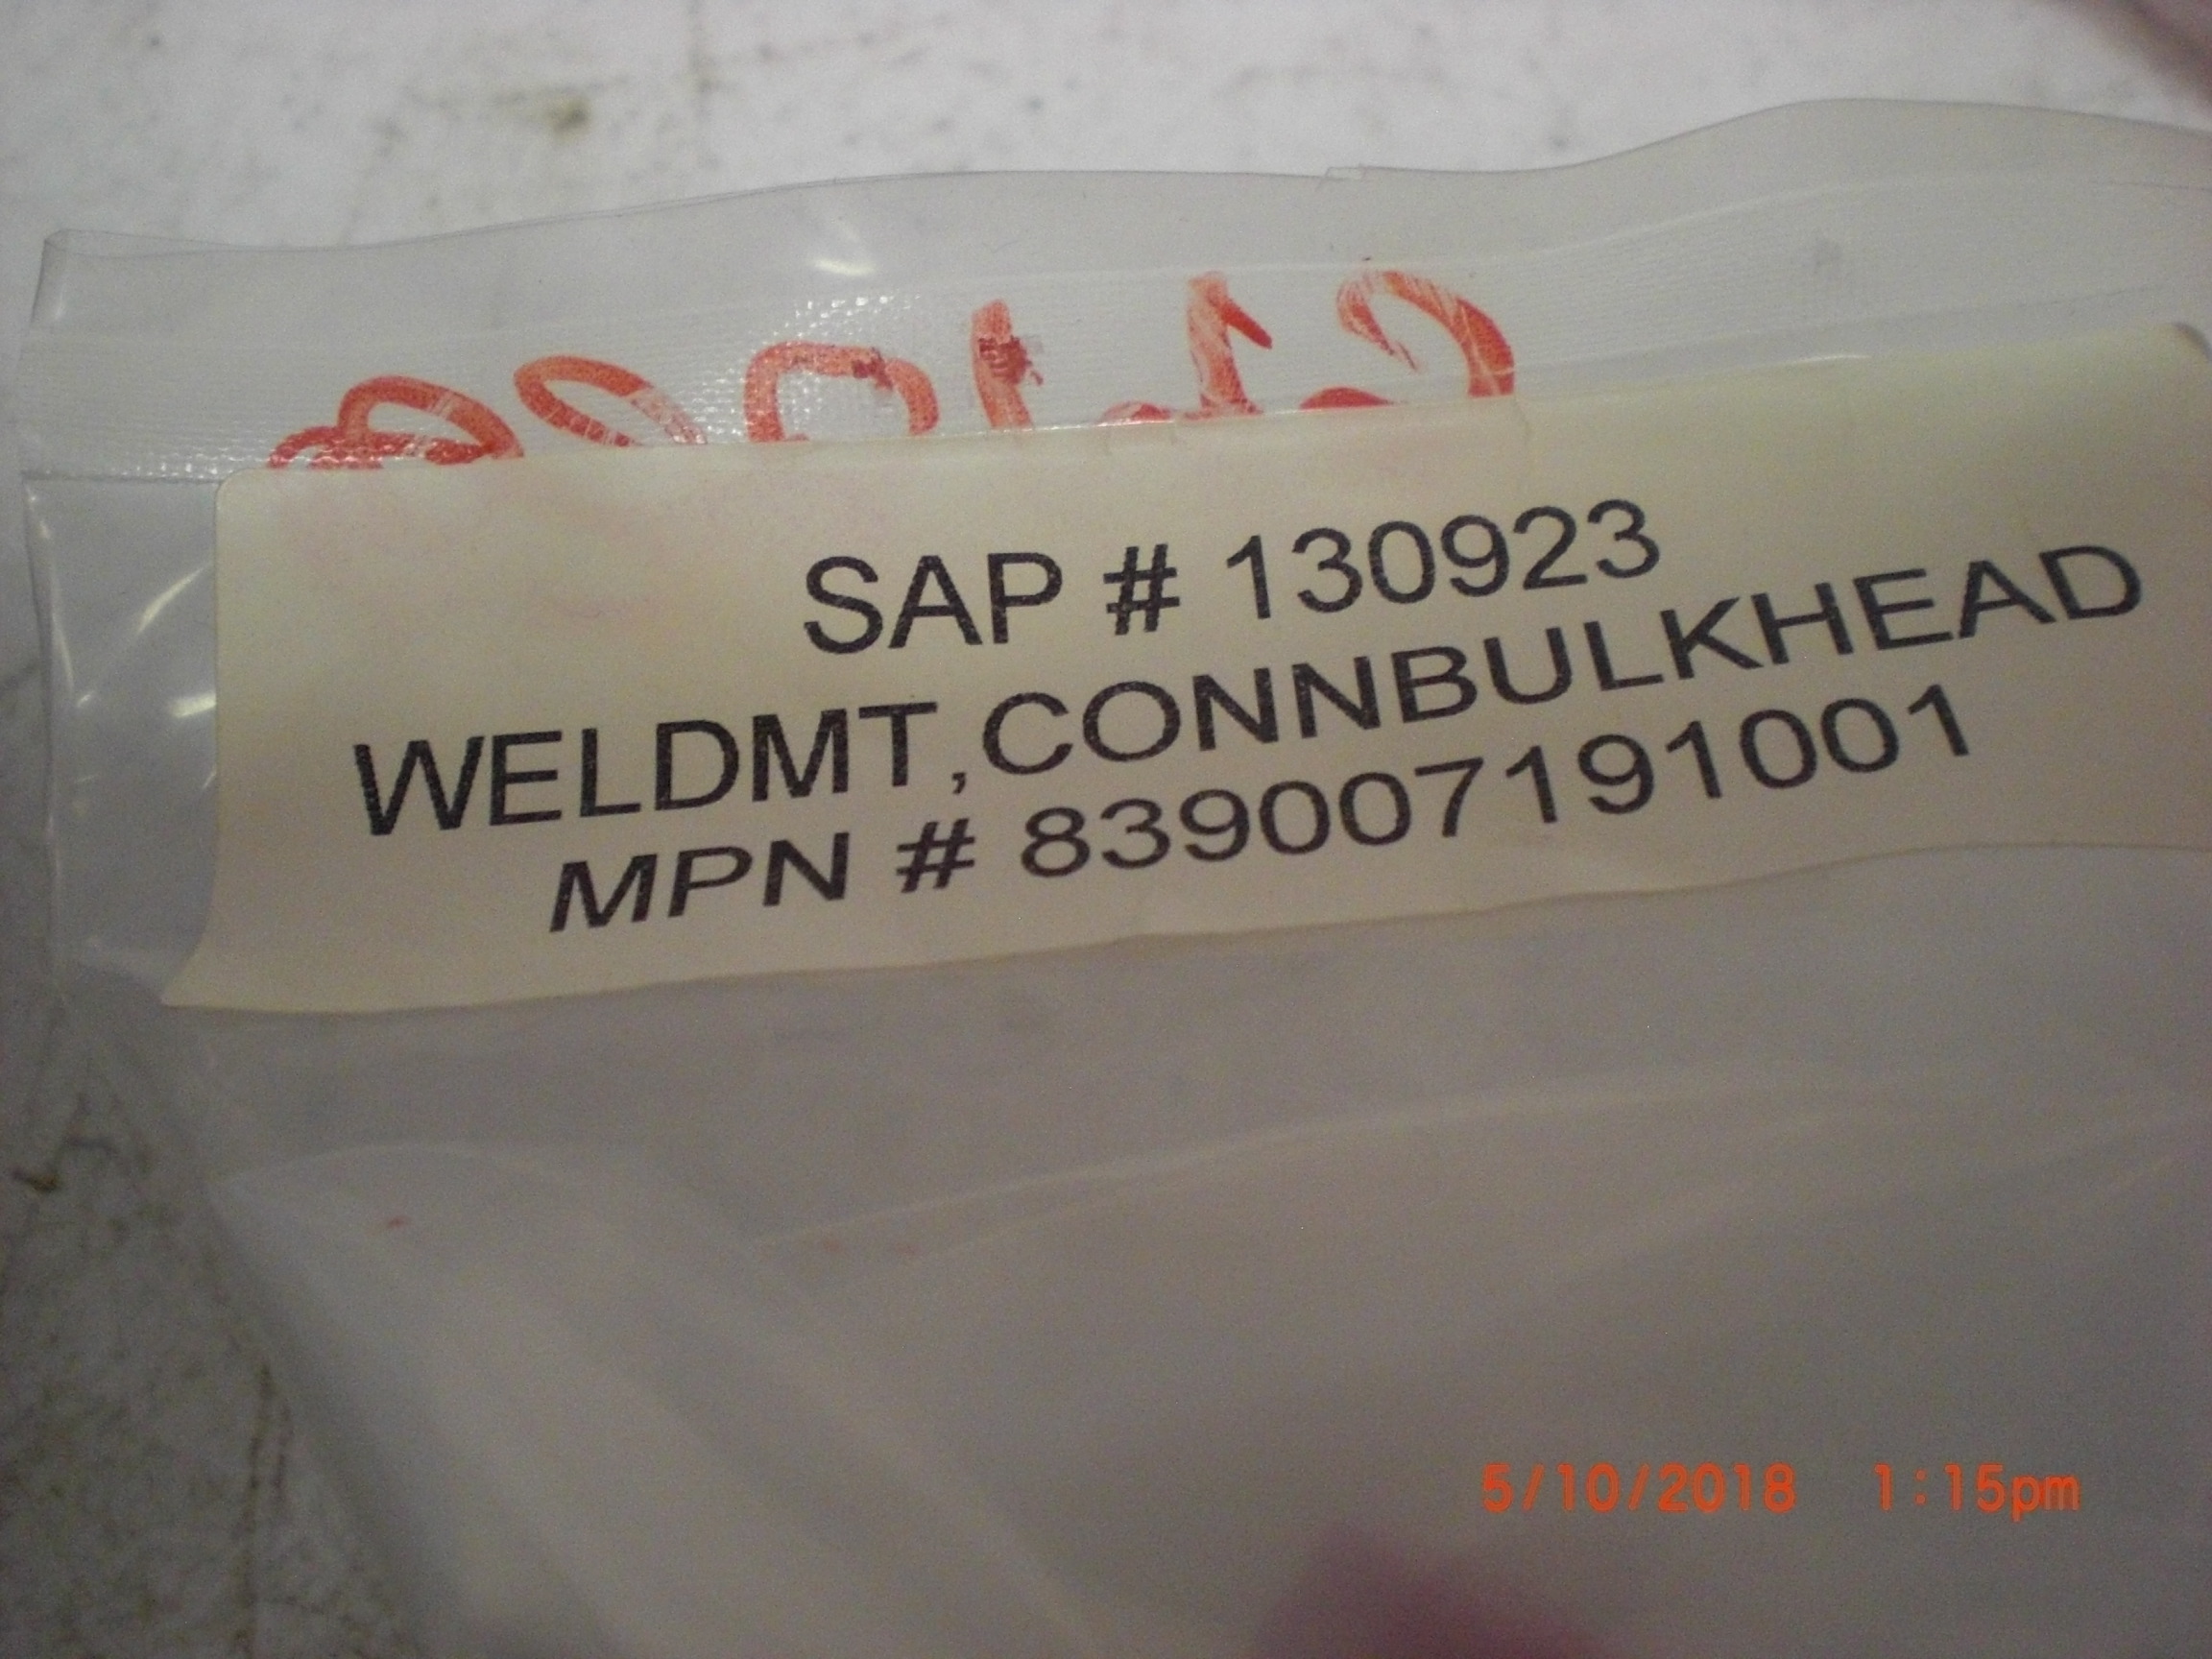 SAP # 130923
WELDMT,CONNBULKHEAD
MPN # 839007191001
5/10/2018 1:15pm